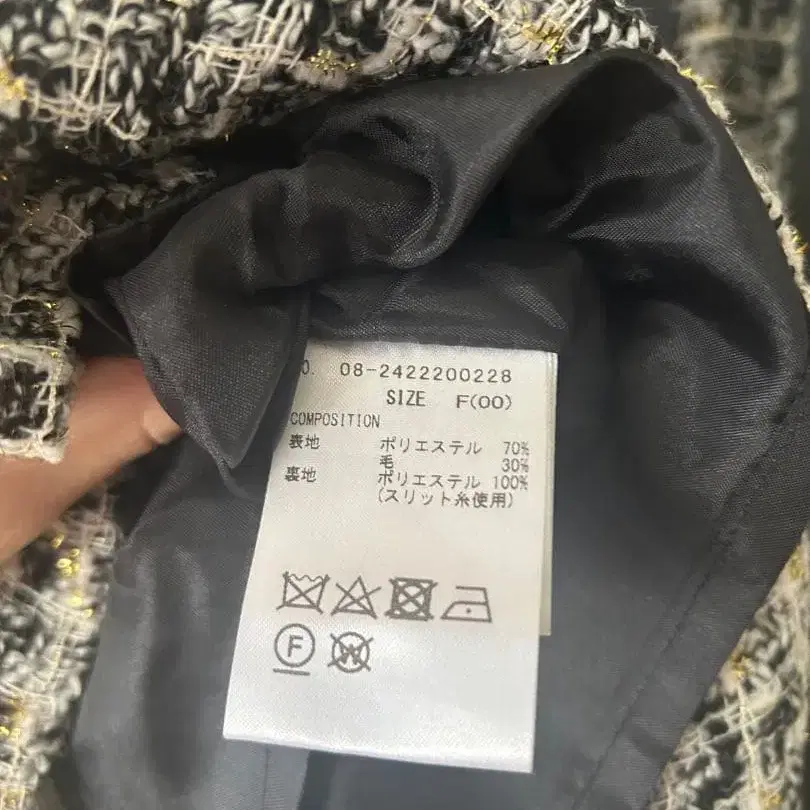 0. 08-2422200228
SIZE F(00)
COMPOSITION
表地 ポリエステル 70%
毛 30%
裏地 ポリエステル 100%
(スリット糸使用)
F
W